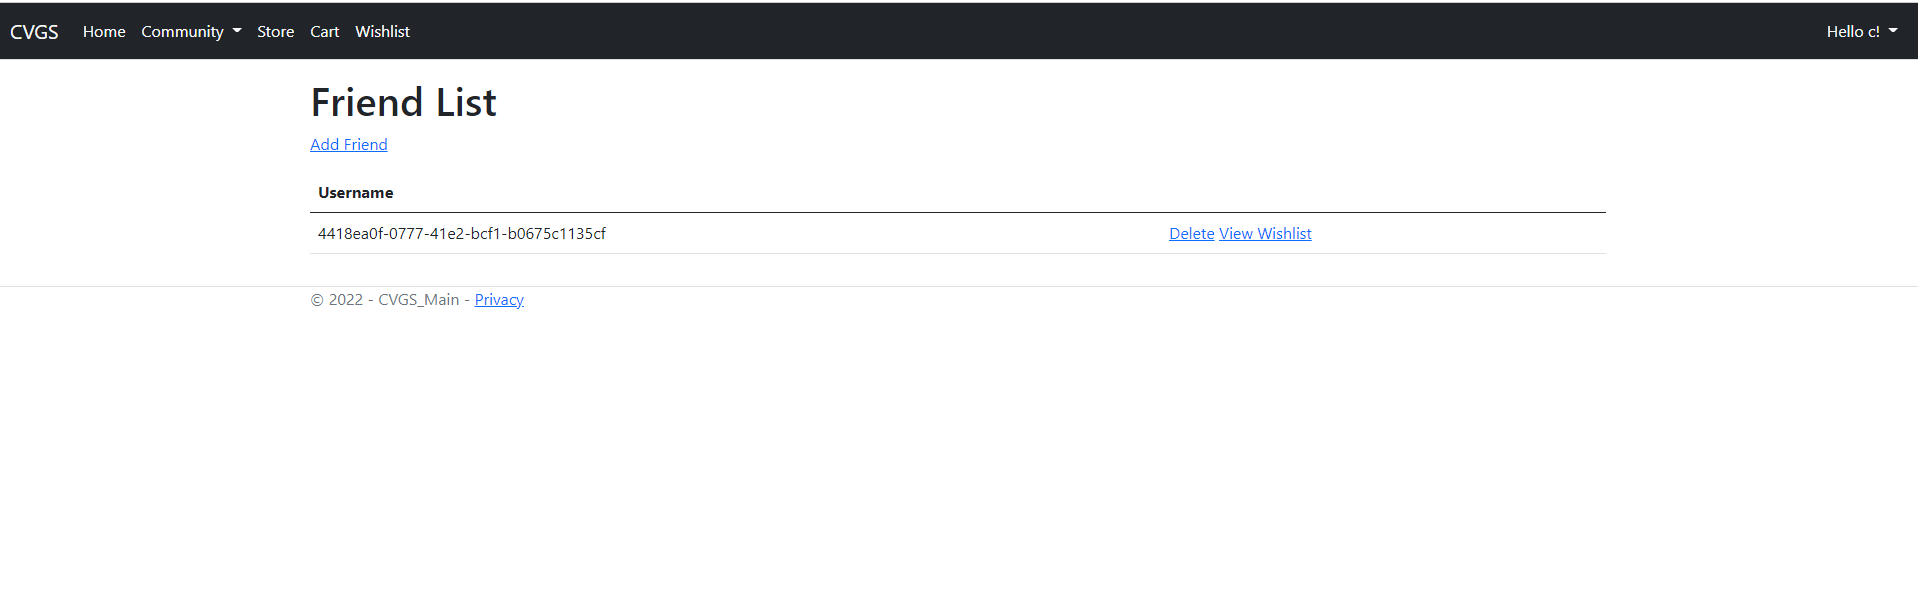 CVGS Home Community Store Cart Wishlist Hello c!
Friend List
Add Friend
Username
4418ea0f-0777-41e2-bcf1-b0675c1135cf Delete View Wishlist
© 2022 - CVGS_Main - Privacy